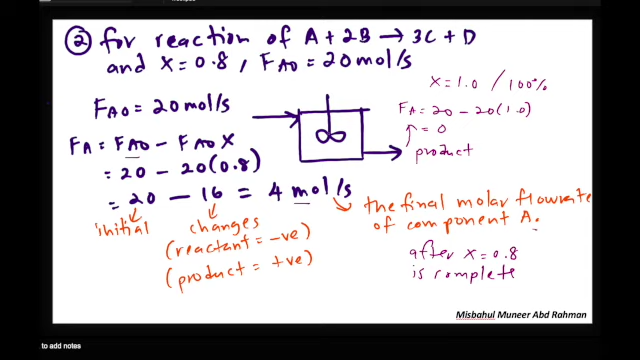 ② for reaction of A + 2B → 3C + D
and X = 0.8, FA0 = 20 mol/s
X = 1.0 / 100%
FA0 = 20 mol/s
FA = 20 - 20(1.0)
= 0
product
FA = FA0 - FA0 X
= 20 - 20(0.8)
= 20 - 16 = 4 mol/s
initial
changes
(reactant = -ve)
(product = +ve)
the final molar flowrate
of component A.
after X = 0.8
is complete
Misbahul Muneer Abd Rahman
to add notes